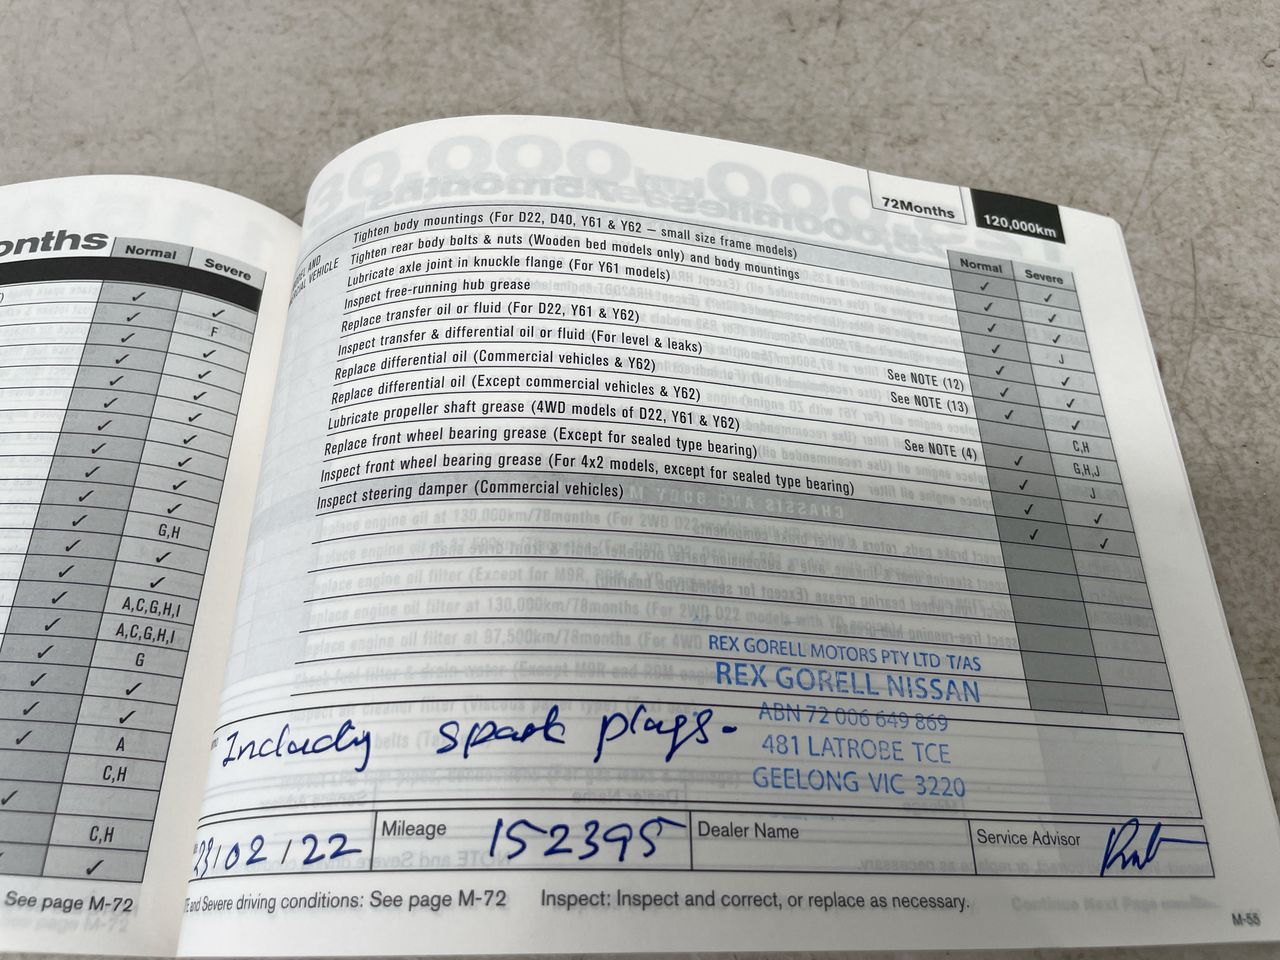 onths
Normal
Severe
F
G,H
A,C,G,H,I
A,C,G,H,I
G
A
C,H
C,H
See page M-72
72Months
120,000km
Normal
Severe
Tighten body mountings (For D22, D40, Y61 & Y62 – small size frame models)
Tighten rear body bolts & nuts (Wooden bed models only) and body mountings
Lubricate axle joint in knuckle flange (For Y61 models)
Inspect free-running hub grease
J
Replace transfer oil or fluid (For D22, Y61 & Y62)
Inspect transfer & differential oil or fluid (For level & leaks)
Replace differential oil (Commercial vehicles & Y62) See NOTE (12)
C,H
Replace differential oil (Except commercial vehicles & Y62) See NOTE (13)
G,H,J
Lubricate propeller shaft grease (4WD models of D22, Y61 & Y62)
J
Replace front wheel bearing grease (Except for sealed type bearing) See NOTE (4)
Inspect front wheel bearing grease (For 4x2 models, except for sealed type bearing)
Inspect steering damper (Commercial vehicles)
REX GORELL MOTORS PTY LTD T/AS
REX GORELL NISSAN
ABN 72 006 649 869
481 LATROBE TCE
GEELONG VIC 3220
Including spark plugs.
23/02/22
Mileage 152395
Dealer Name
Service Advisor
and Severe driving conditions: See page M-72 Inspect: Inspect and correct, or replace as necessary.
M-55